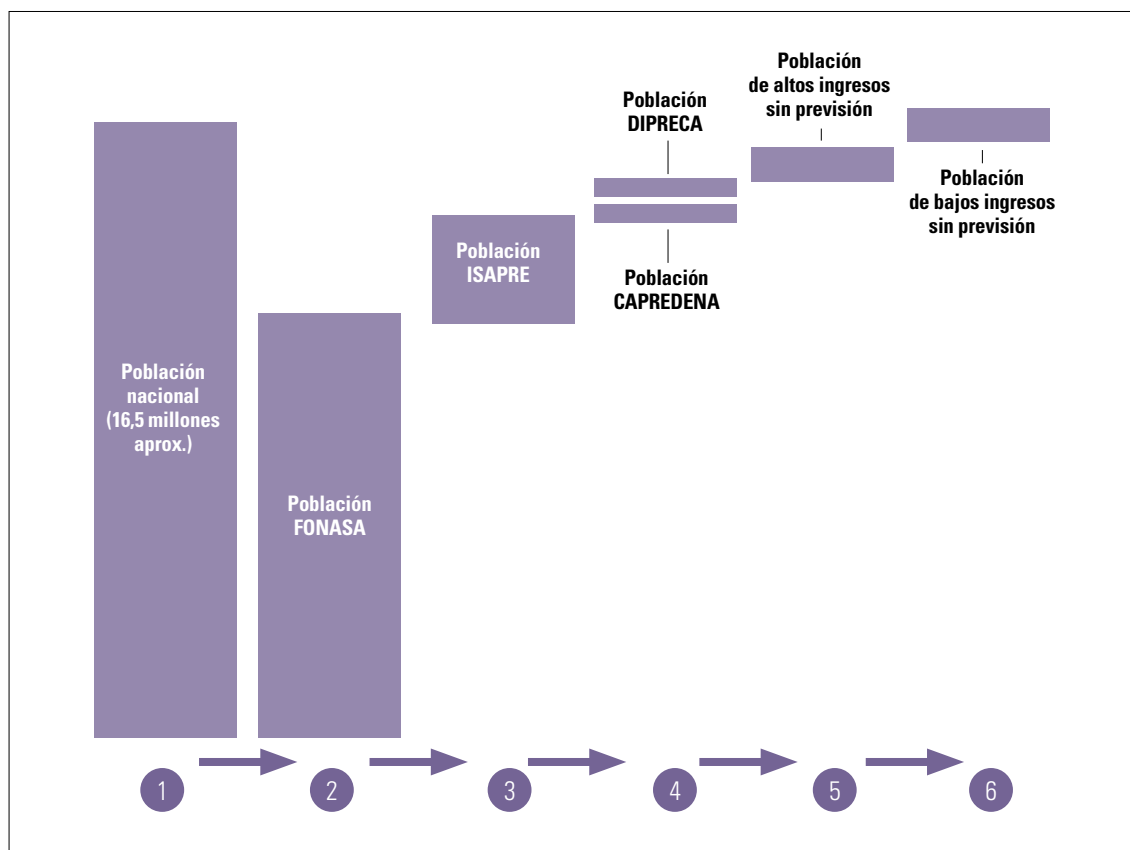 Población
nacional
(16,5 millones
aprox.)
Población
FONASA
Población
ISAPRE
Población
DIPRECA
Población
CAPREDENA
Población
de altos ingresos
sin previsión
Población
de bajos ingresos
sin previsión
1
2
3
4
5
6